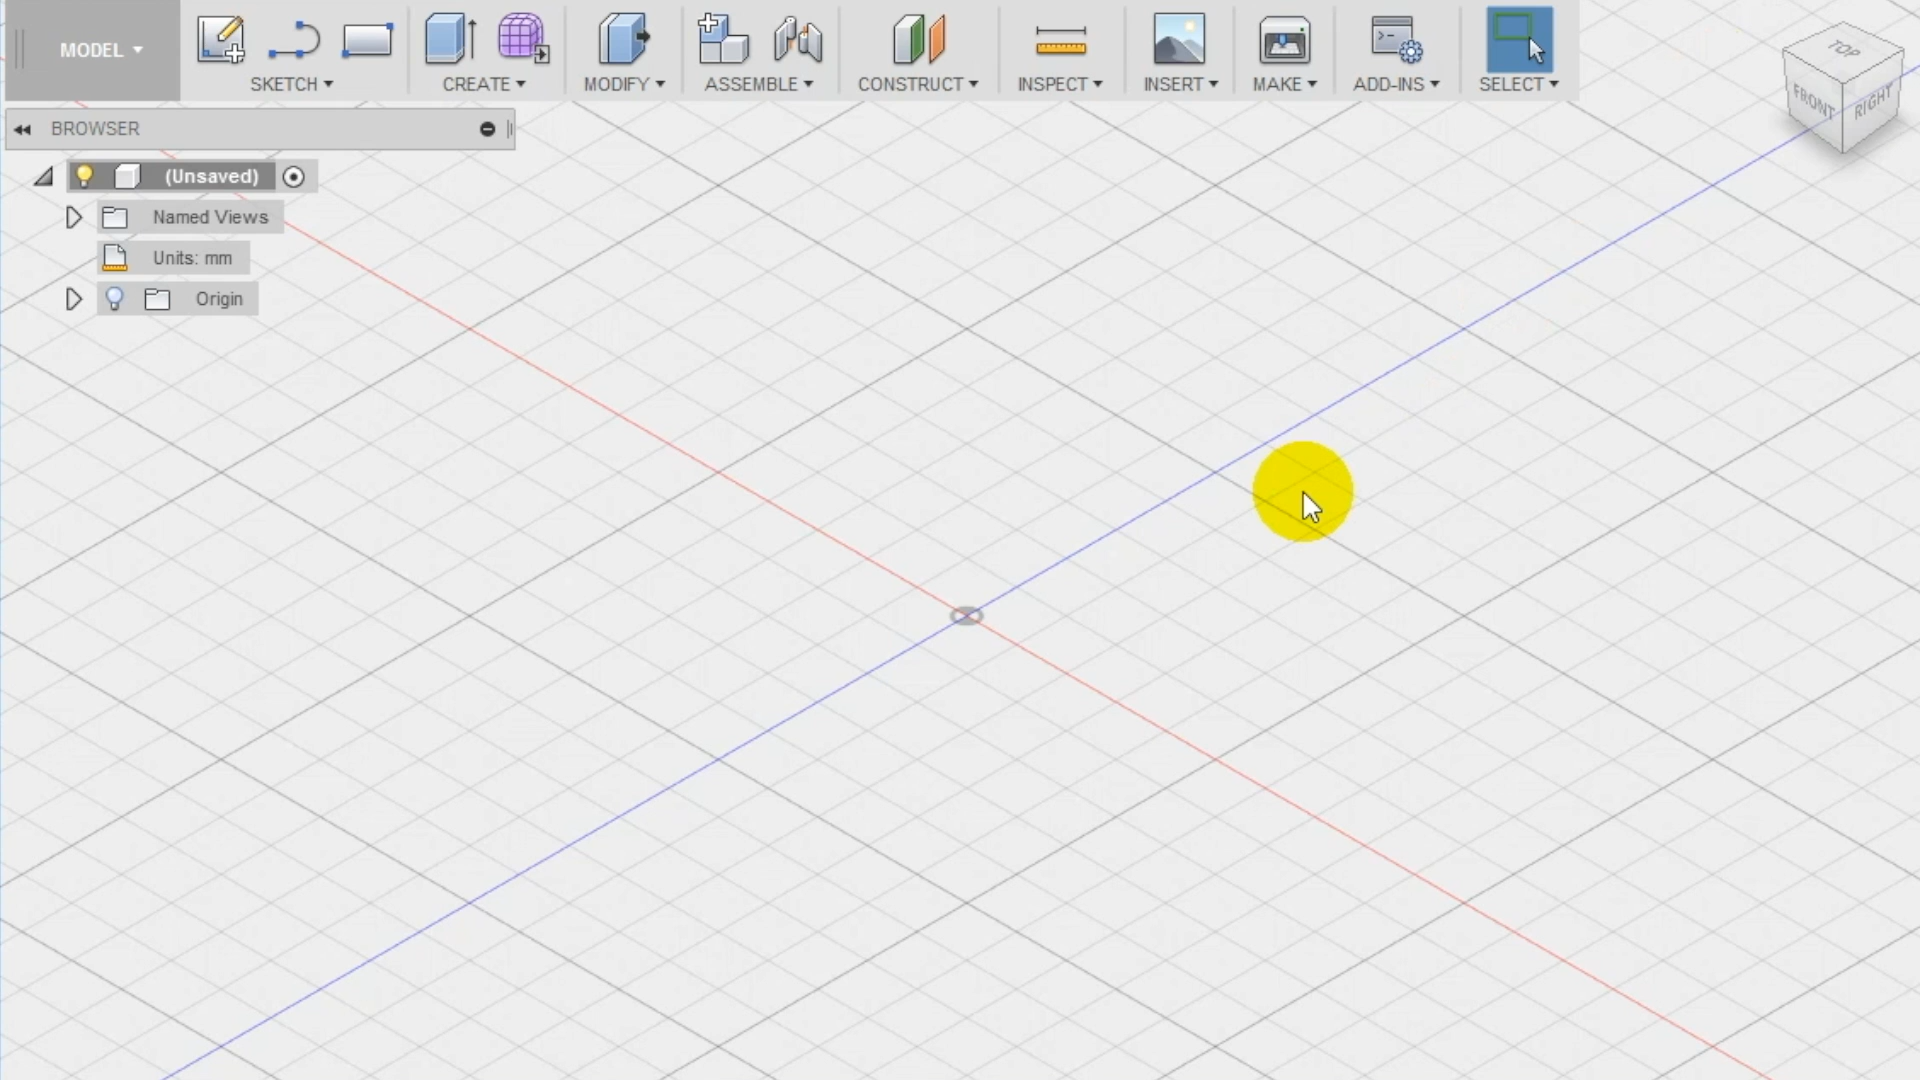 MODEL
SKETCH
CREATE
MODIFY
ASSEMBLE
CONSTRUCT
INSPECT
INSERT
MAKE
ADD-INS
SELECT
TOP
FRONT
RIGHT
BROWSER
(Unsaved)
Named Views
Units: mm
Origin